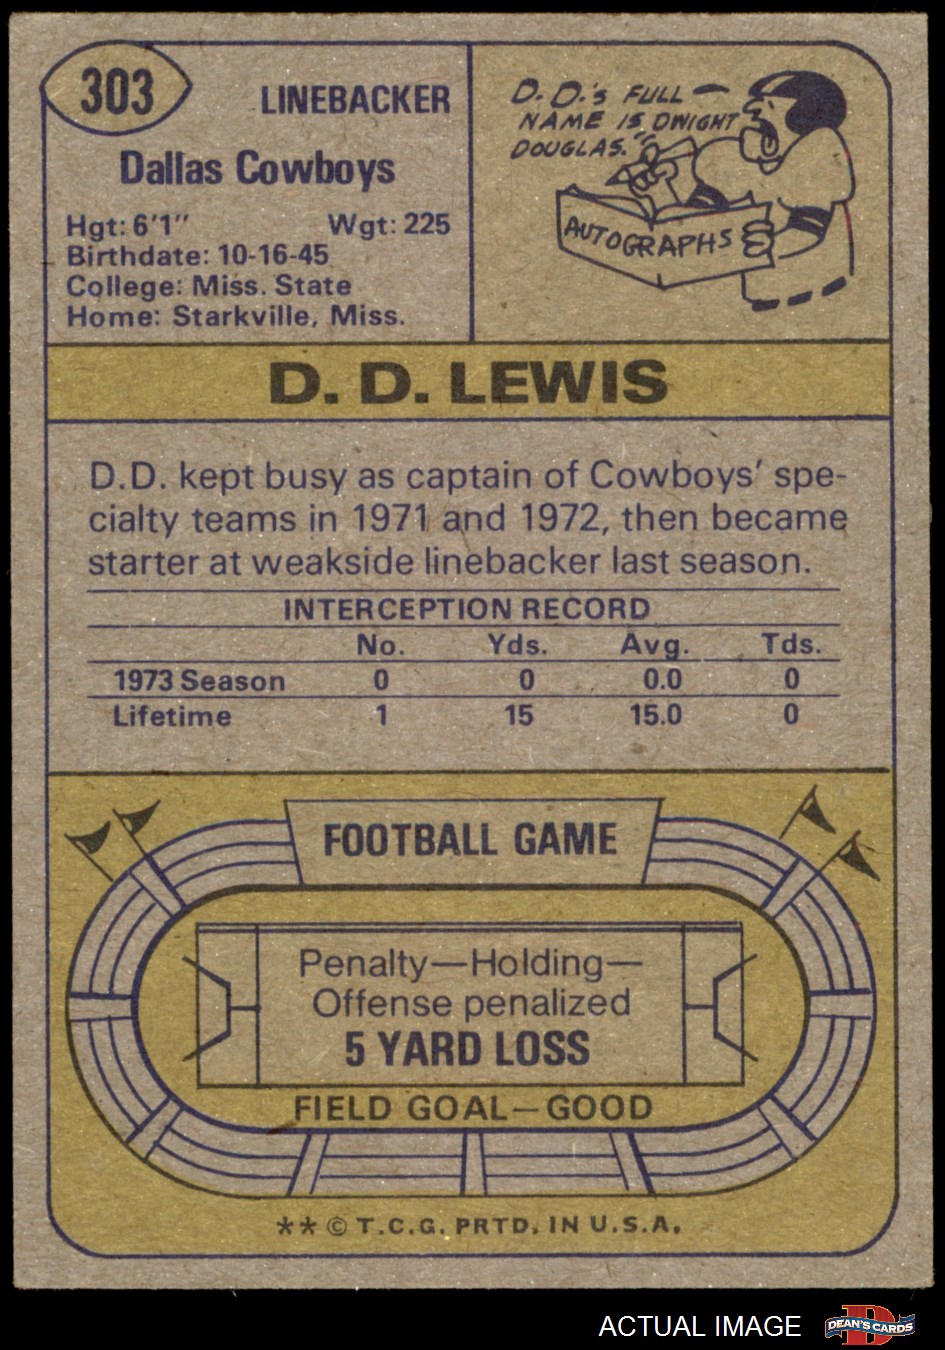 303
LINEBACKER
Dallas Cowboys
Hgt: 6'1" Wgt: 225
Birthdate: 10-16-45
College: Miss. State
Home: Starkville, Miss.
D. D.'s FULL
NAME IS DWIGHT
DOUGLAS."
AUTOGRAPHS
D. D. LEWIS
D.D. kept busy as captain of Cowboys' spe-
cialty teams in 1971 and 1972, then became
starter at weakside linebacker last season.
INTERCEPTION RECORD
No. Yds. Avg. Tds.
1973 Season 0 0 0.0 0
Lifetime 1 15 15.0 0
FOOTBALL GAME
Penalty—Holding—
Offense penalized
5 YARD LOSS
FIELD GOAL—GOOD
** © T.C.G. PRTD. IN U.S.A.
ACTUAL IMAGE
D
DEAN'S CARDS